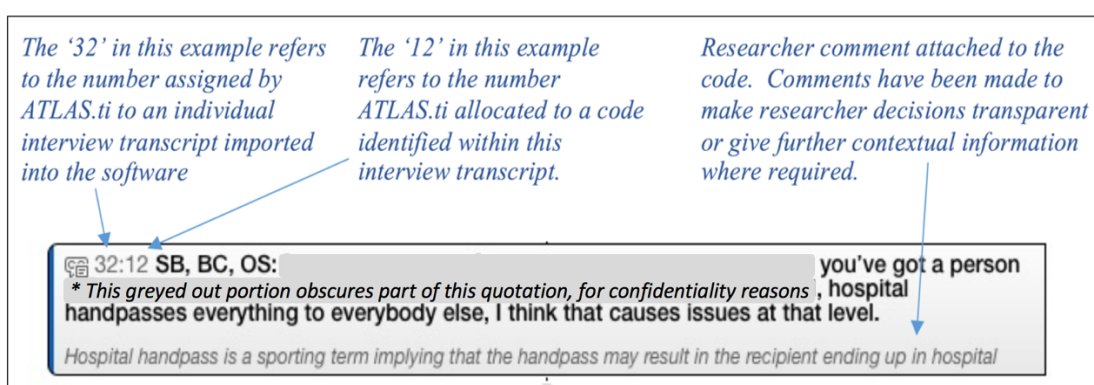 The ‘32’ in this example refers
to the number assigned by
ATLAS.ti to an individual
interview transcript imported
into the software
The ‘12’ in this example
refers to the number
ATLAS.ti allocated to a code
identified within this
interview transcript.
Researcher comment attached to the
code.  Comments have been made to
make researcher decisions transparent
or give further contextual information
where required.
32:12 SB, BC, OS: you’ve got a person
* This greyed out portion obscures part of this quotation, for confidentiality reasons , hospital
handpasses everything to everybody else, I think that causes issues at that level.
Hospital handpass is a sporting term implying that the handpass may result in the recipient ending up in hospital